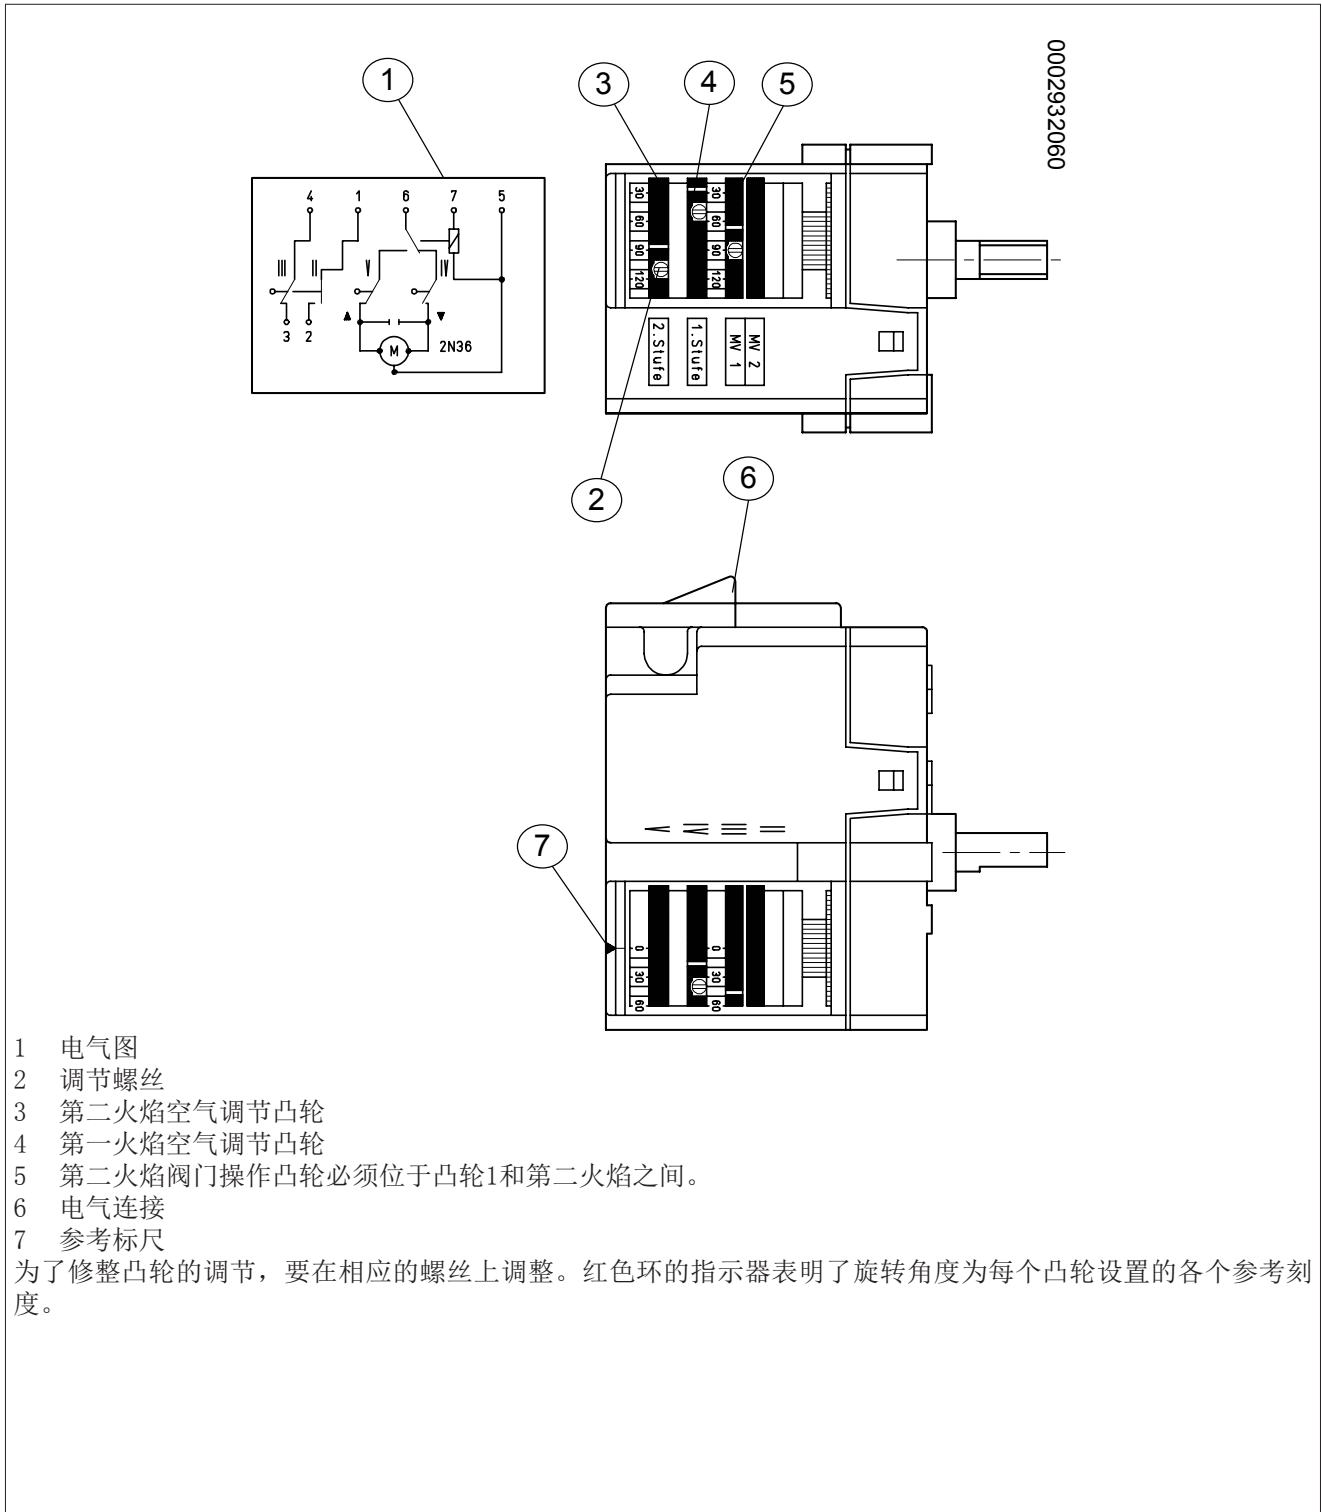 0002932060
1
3
4
5
4 1 6 7 5
III II V IV
3 2
M 2N36
30 60 90 120
30 60 90 120
2.Stufe
1.Stufe
MV 1
MV 2
2
6
7
0 30 60
0 30 60
1 电气图
2 调节螺丝
3 第二火焰空气调节凸轮
4 第一火焰空气调节凸轮
5 第二火焰阀门操作凸轮必须位于凸轮1和第二火焰之间。
6 电气连接
7 参考标尺
为了修整凸轮的调节，要在相应的螺丝上调整。红色环的指示器表明了旋转角度为每个凸轮设置的各个参考刻
度。